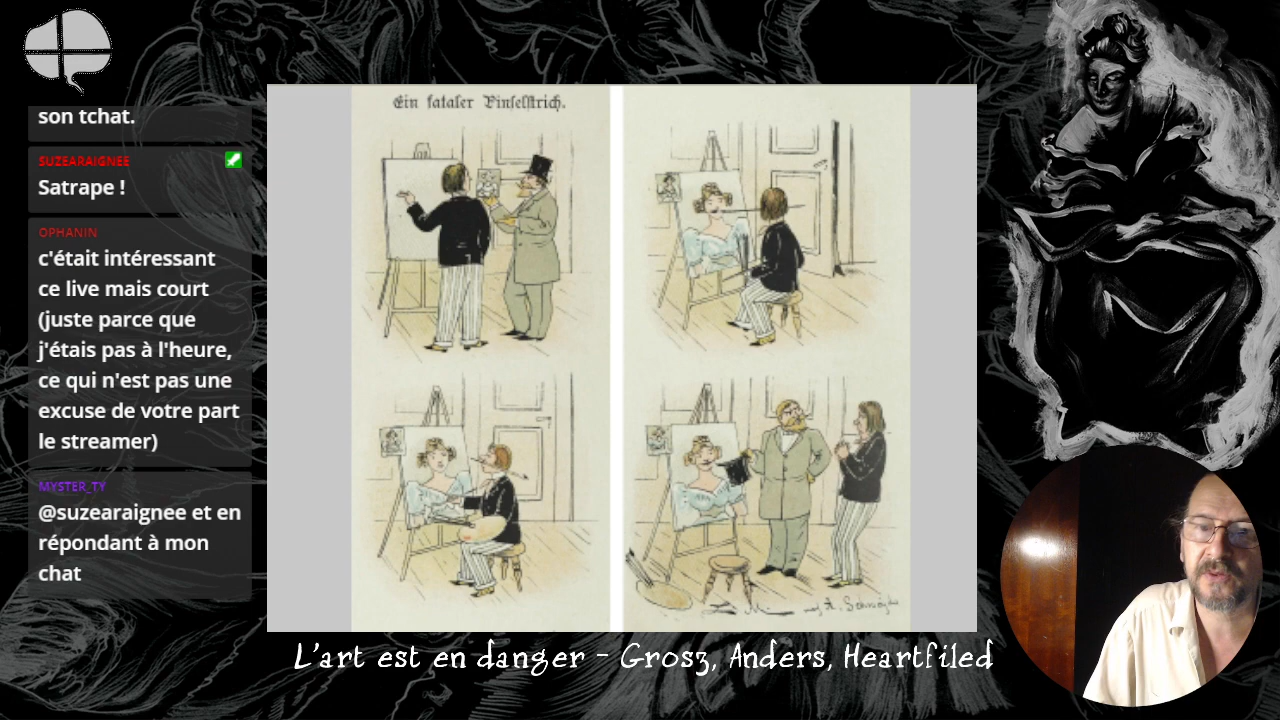 son tchat.
SUZEARAIGNEE
Satrape !
OPHANIN
c'était intéressant
ce live mais court
(juste parce que
j'étais pas à l'heure,
ce qui n'est pas une
excuse de votre part
le streamer)
MYSTER_TY
@suzearaignee et en
répondant à mon
chat
Ein fataler Pinselstrich.
L'art est en danger - Grosz, Anders, Heartfiled